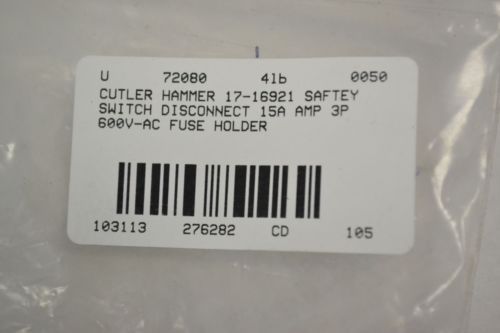 U 72080 4lb 0050
CUTLER HAMMER 17-16921 SAFTEY
SWITCH DISCONNECT 15A AMP 3P
600V-AC FUSE HOLDER
103113 276282 CD 105